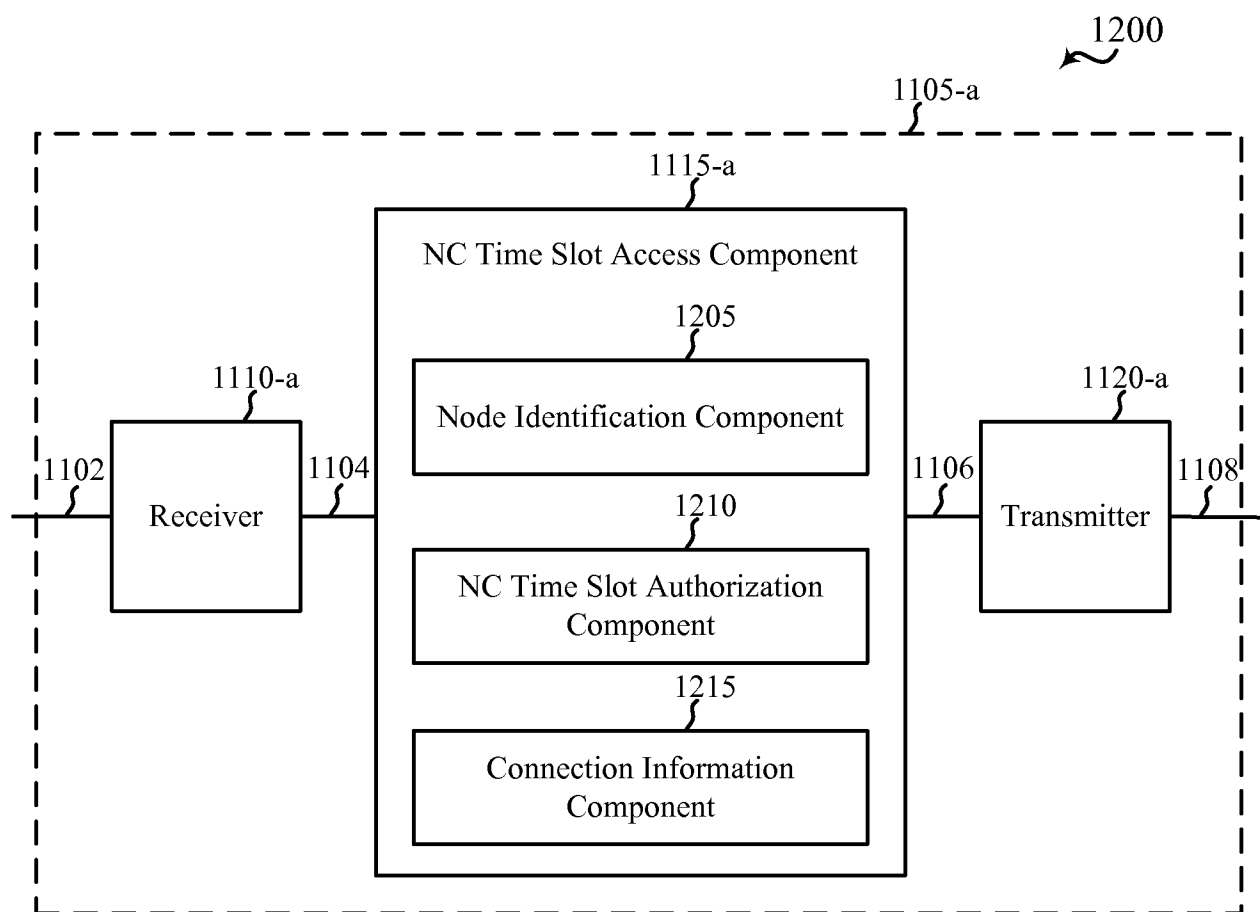 1200
1105-a
1115-a
NC Time Slot Access Component
1205
Node Identification Component
1110-a
1120-a
1102
Receiver
1104
1106
Transmitter
1108
1210
NC Time Slot Authorization
Component
1215
Connection Information
Component